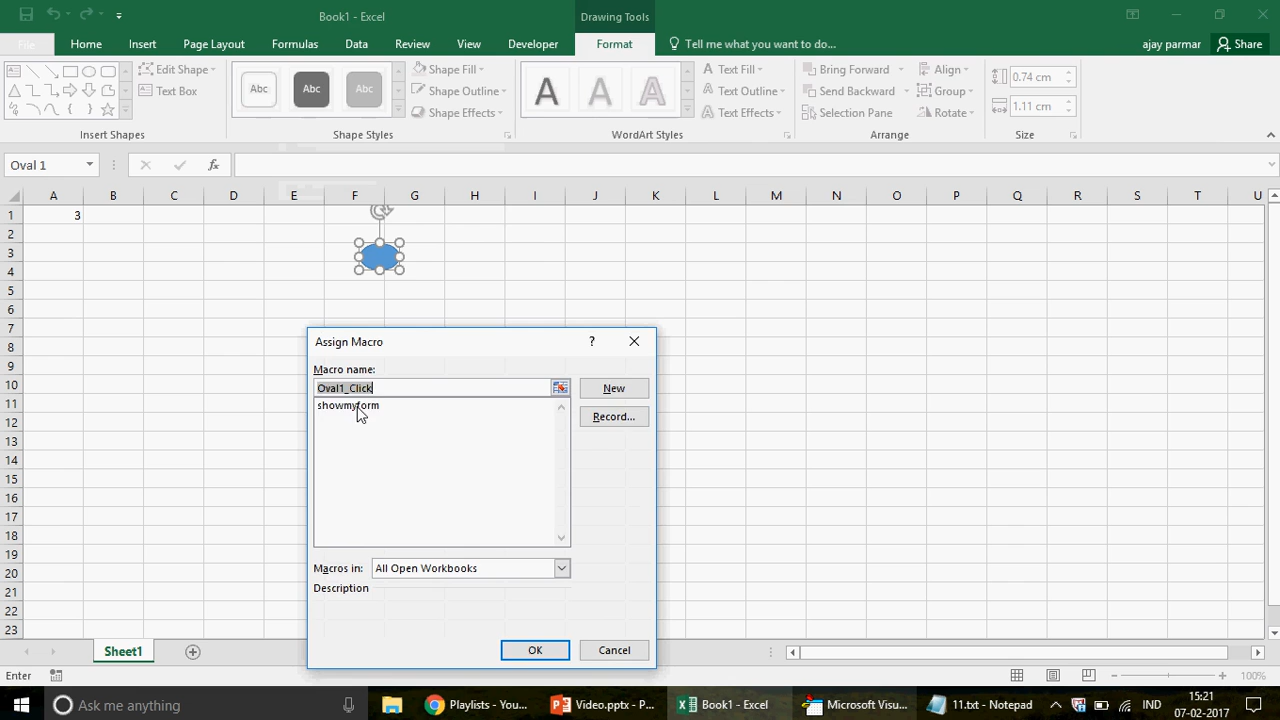 Book1 - Excel
Drawing Tools
File
Home
Insert
Page Layout
Formulas
Data
Review
View
Developer
Format
Tell me what you want to do...
ajay parmar
Share
Edit Shape
Text Box
Insert Shapes
Abc
Abc
Abc
Shape Fill
Shape Outline
Shape Effects
Shape Styles
A
A
A
Text Fill
Text Outline
Text Effects
WordArt Styles
Bring Forward
Send Backward
Selection Pane
Align
Group
Rotate
Arrange
0.74 cm
1.11 cm
Size
Oval 1
fx
A B C D E F G H I J K L M N O P Q R S T U
1 3
2
3
4
5
6
7
8
9
10
11
12
13
14
15
16
17
18
19
20
21
22
23
Assign Macro
?
Macro name:
Oval1_Click
New
showmyform
Record...
Macros in:
All Open Workbooks
Description
OK
Cancel
Sheet1
Enter
100%
Ask me anything
Playlists - You...
Video.pptx - P...
Book1 - Excel
Microsoft Visu...
11.txt - Notepad
IND
15:21
07-02-2017